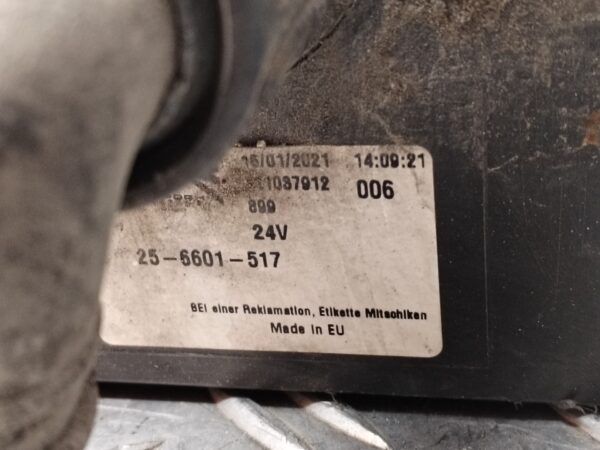 15/01/2021 14:09:21
11037912 006
899
24V
25-6601-517
BEI einer Reklamation, Etikette Mitschiken
Made in EU